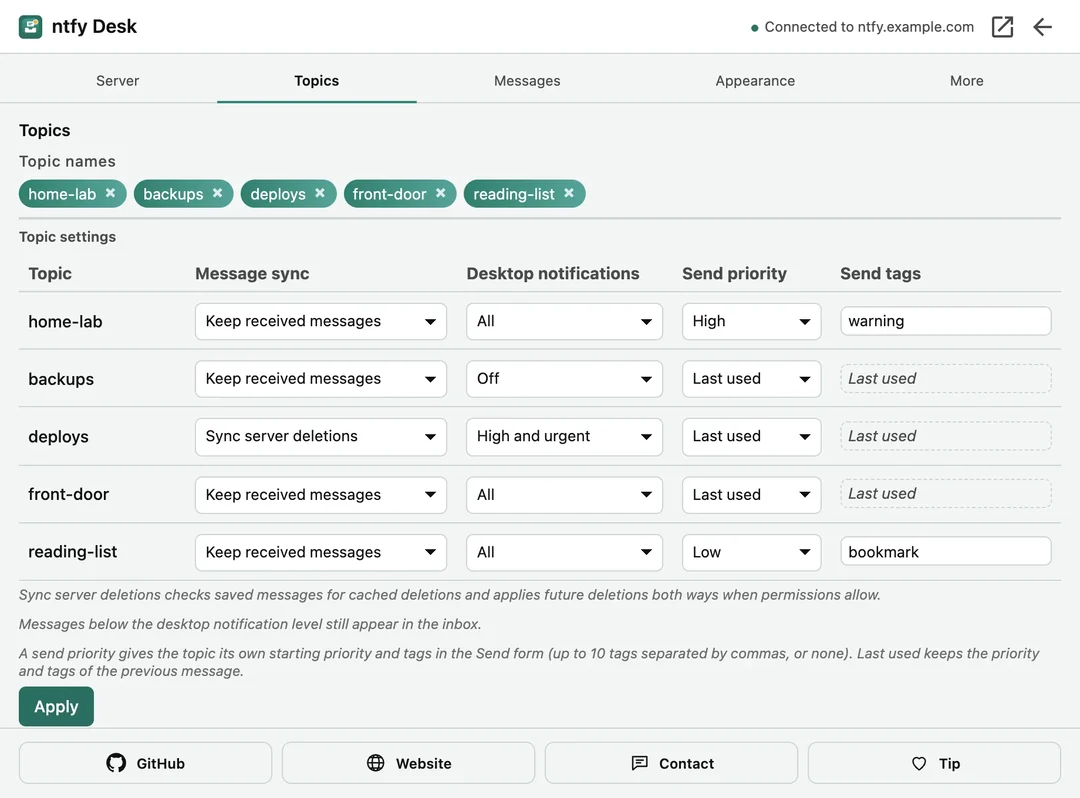 ntfy Desk
Connected to ntfy.example.com
Server Topics Messages Appearance More
Topics
Topic names
home-lab × backups × deploys × front-door × reading-list ×
Topic settings
Topic Message sync Desktop notifications Send priority Send tags
home-lab Keep received messages All High warning
backups Keep received messages Off Last used Last used
deploys Sync server deletions High and urgent Last used Last used
front-door Keep received messages All Last used Last used
reading-list Keep received messages All Low bookmark
Sync server deletions checks saved messages for cached deletions and applies future deletions both ways when permissions allow.
Messages below the desktop notification level still appear in the inbox.
A send priority gives the topic its own starting priority and tags in the Send form (up to 10 tags separated by commas, or none). Last used keeps the priority
and tags of the previous message.
Apply
GitHub Website Contact Tip